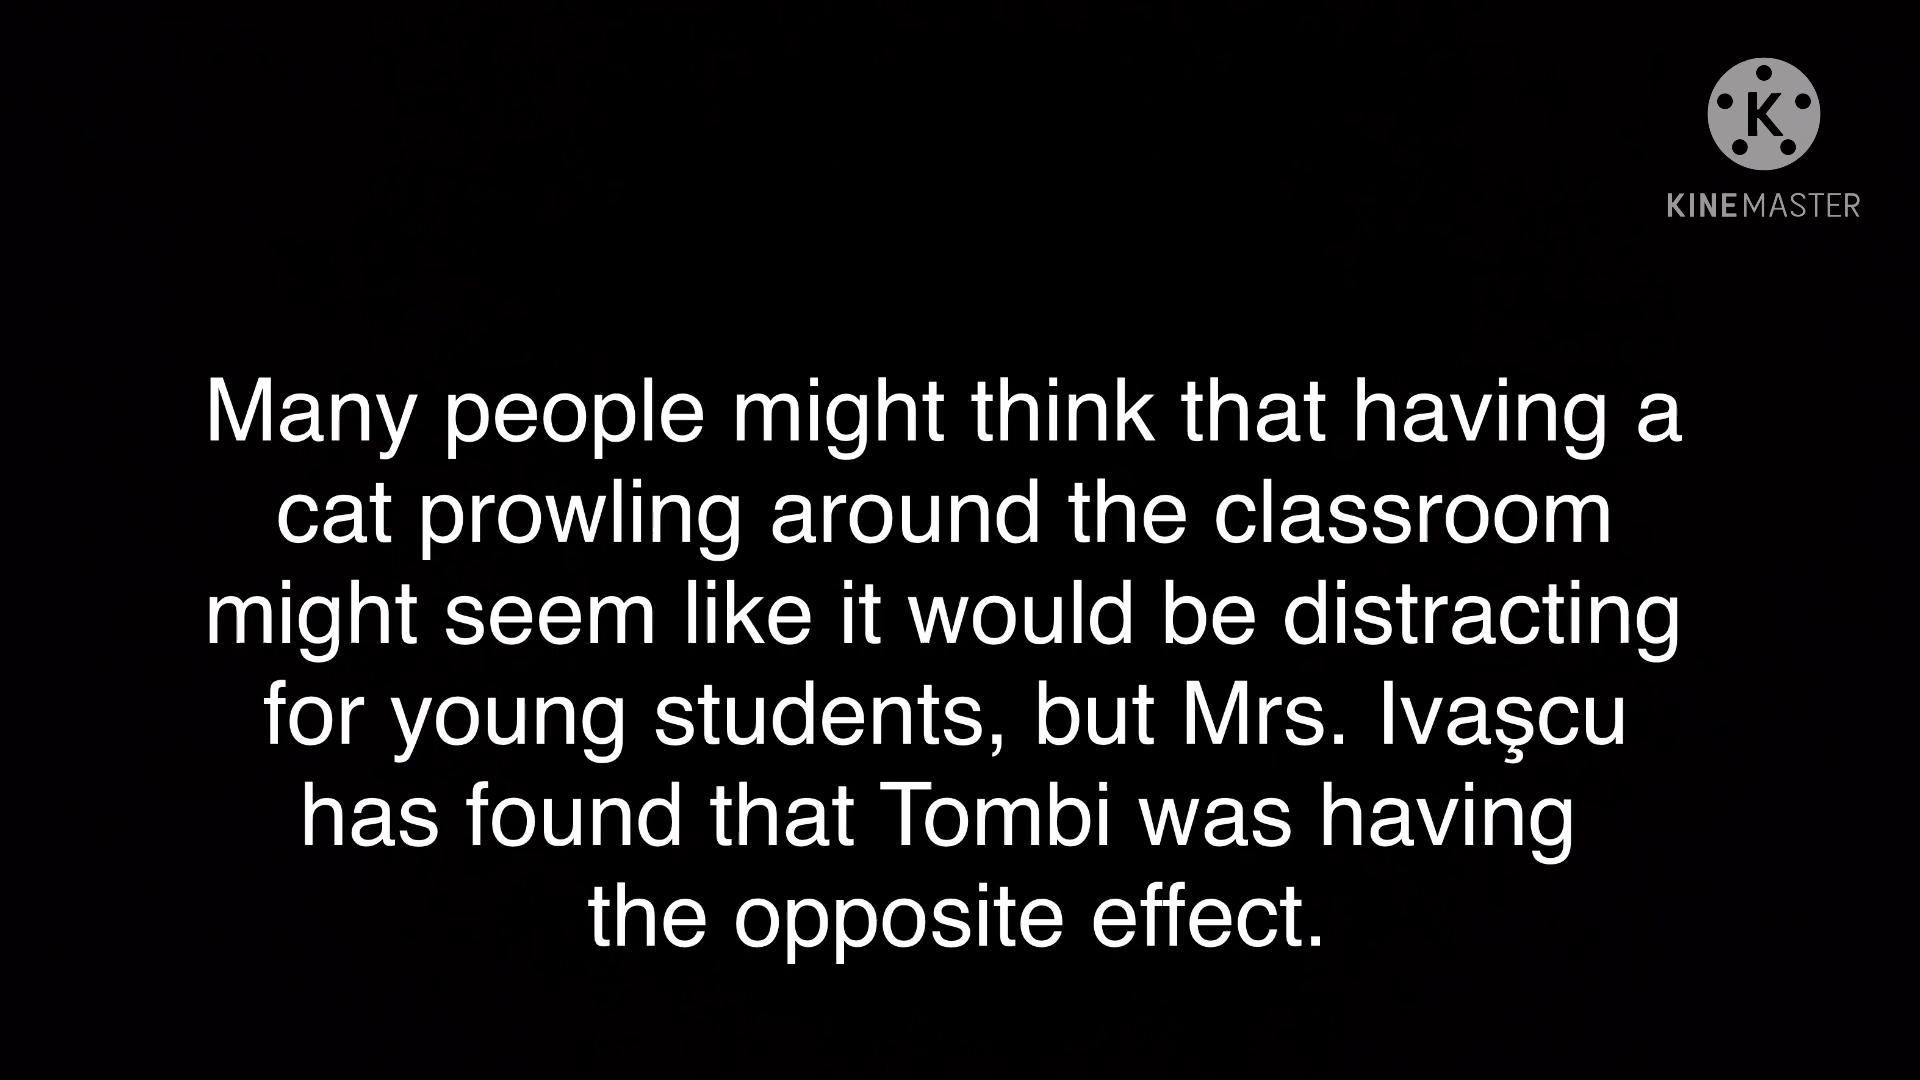 K
KINEMASTER
Many people might think that having a
cat prowling around the classroom
might seem like it would be distracting
for young students, but Mrs. Ivaşcu
has found that Tombi was having
the opposite effect.